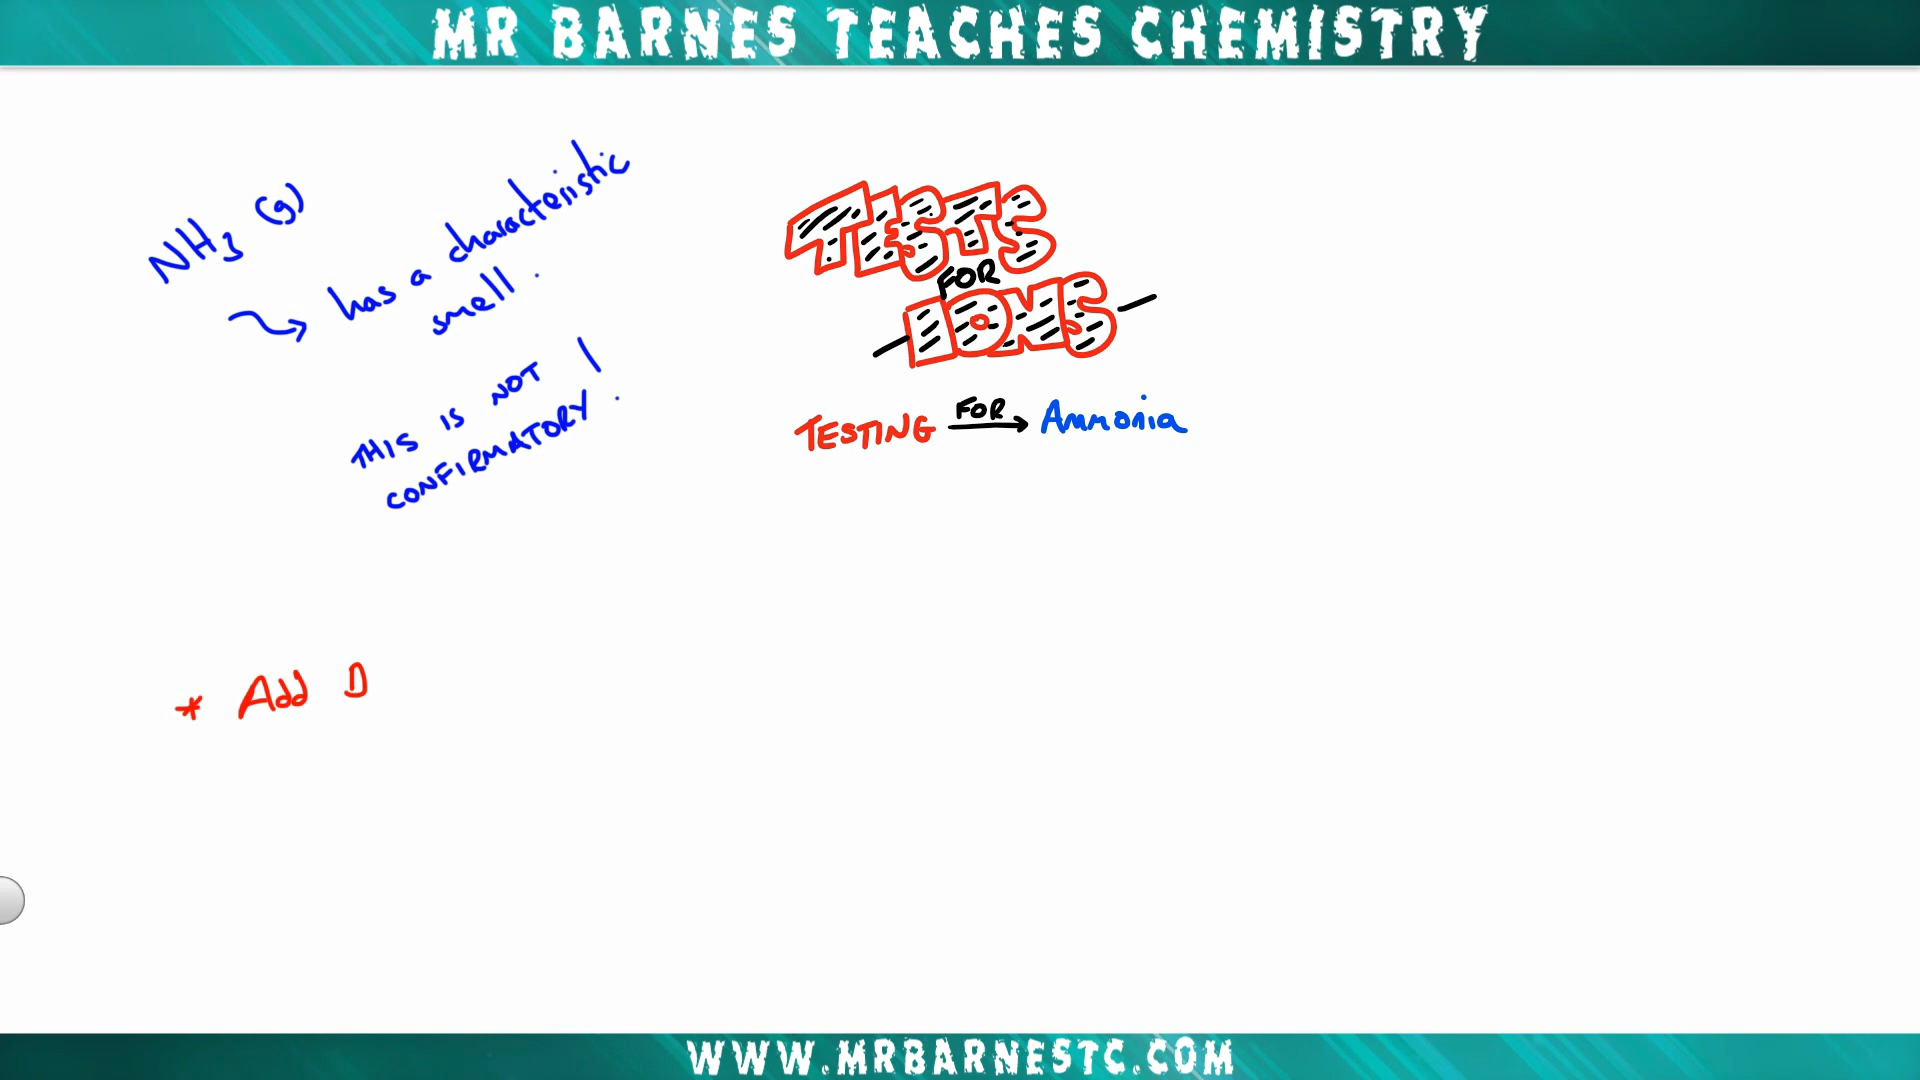 MR BARNES TEACHES CHEMISTRY
NH3 (g)
has a characteristic
smell.
THIS IS NOT
CONFIRMATORY!
TESTS
FOR
IONS
TESTING FOR Ammonia
* Add D
WWW.MRBARNESTC.COM